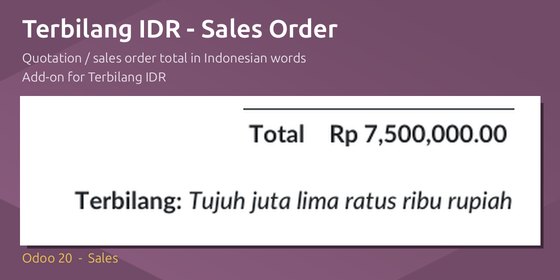 Terbilang IDR - Sales Order
Quotation / sales order total in Indonesian words
Add-on for Terbilang IDR
Total Rp 7,500,000.00
Terbilang: Tujuh juta lima ratus ribu rupiah
Odoo 20 - Sales